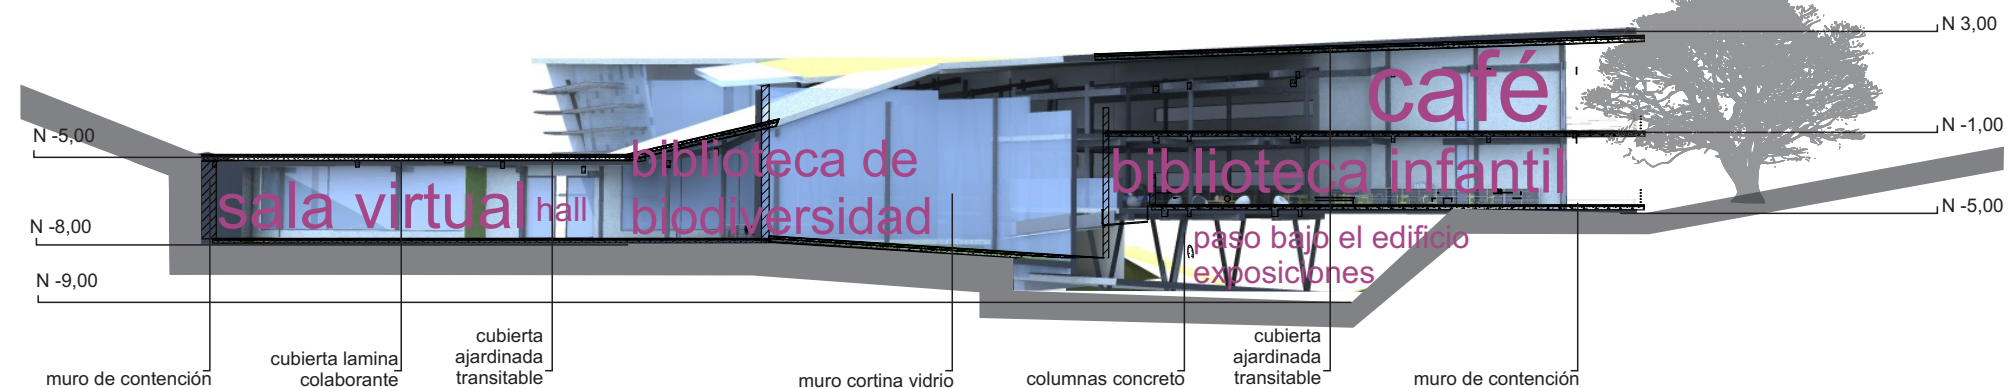 N 3,00
café
N -1,00
N -5,00
biblioteca de
biodiversidad
biblioteca infantil
sala virtual
hall
N -5,00
N -8,00
paso bajo el edificio
exposiciones
N -9,00
muro de contención
cubierta lamina
colaborante
cubierta
ajardinada
transitable
muro cortina vidrio
columnas concreto
cubierta
ajardinada
transitable
muro de contención